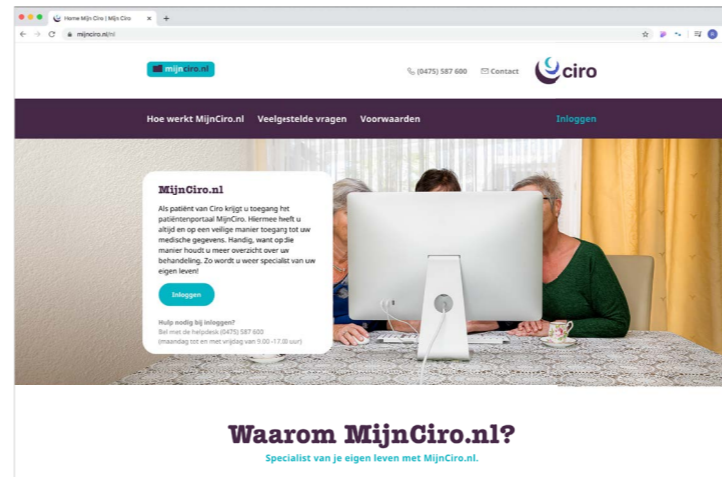 Home Mijn Ciro | Mijn Ciro
mijnciro.nl/nl
mijnciro.nl
(0475) 587 600
Contact
ciro
Hoe werkt MijnCiro.nl
Veelgestelde vragen
Voorwaarden
Inloggen
MijnCiro.nl
Als patiënt van Ciro krijgt u toegang het
patiëntenportaal MijnCiro. Hiermee heeft u
altijd en op een veilige manier toegang tot uw
medische gegevens. Handig, want op die
manier houdt u meer overzicht over uw
behandeling. Zo wordt u weer specialist van uw
eigen leven!
Inloggen
Hulp nodig bij inloggen?
Bel met de helpdesk (0475) 587 600
(maandag tot en met vrijdag van 9.00 -17.00 uur)
Waarom MijnCiro.nl?
Specialist van je eigen leven met MijnCiro.nl.